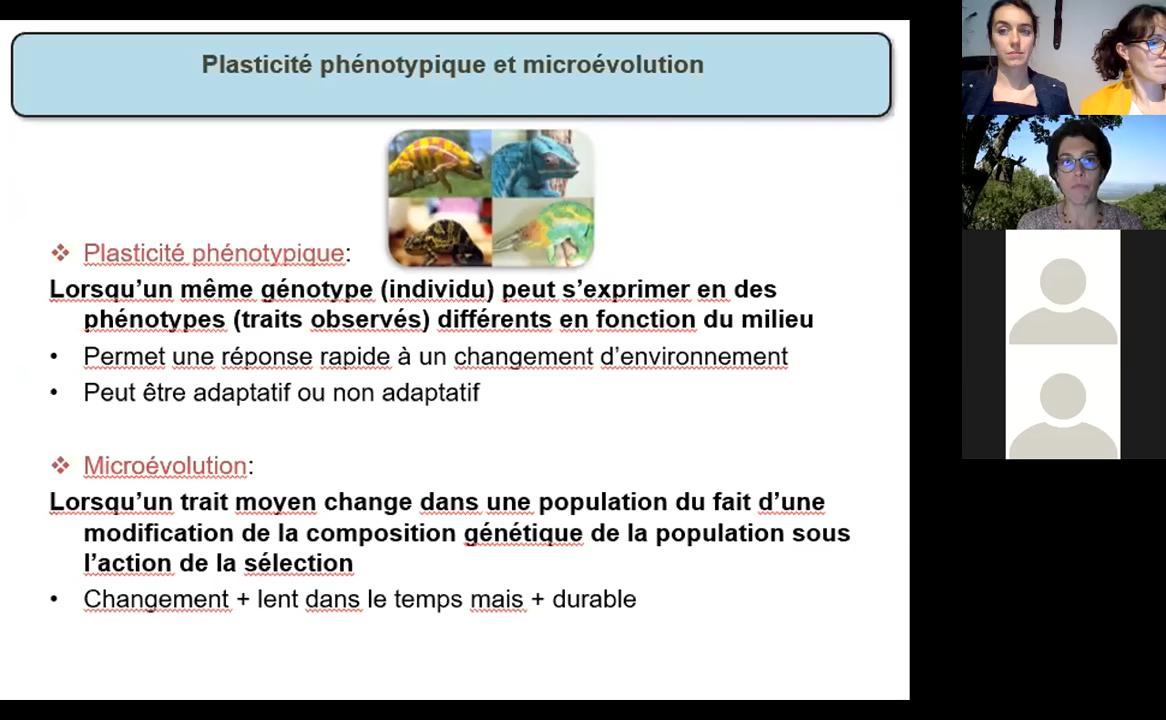 Plasticité phénotypique et microévolution
❖ Plasticité phénotypique:
Lorsqu'un même génotype (individu) peut s'exprimer en des
phénotypes (traits observés) différents en fonction du milieu
• Permet une réponse rapide à un changement d'environnement
• Peut être adaptatif ou non adaptatif
❖ Microévolution:
Lorsqu'un trait moyen change dans une population du fait d'une
modification de la composition génétique de la population sous
l'action de la sélection
• Changement + lent dans le temps mais + durable